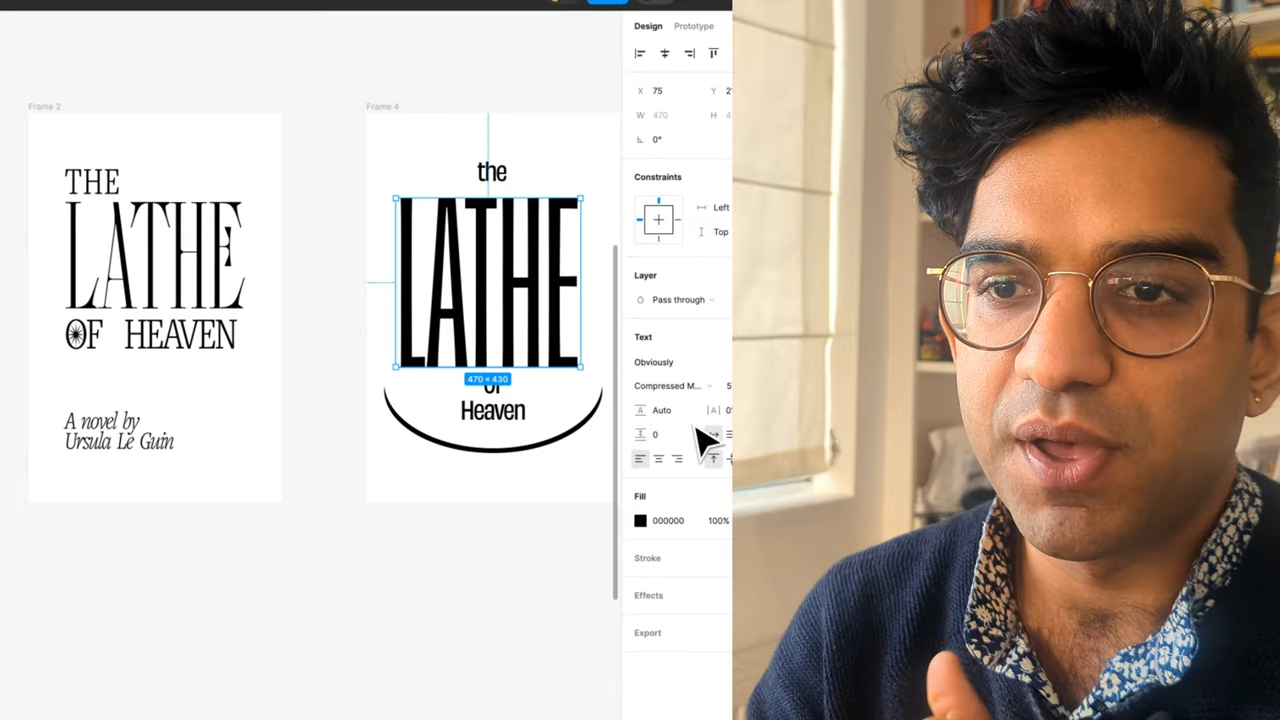 Design Prototype
Frame 2
Frame 4
THE
LATHE
OF HEAVEN
A novel by
Ursula Le Guin
the
LATHE
470 × 430
of
Heaven
X 75 Y
W 470 H
0°
Constraints
Left
Top
Layer
Pass through
Text
Obviously
Compressed M...
Auto
0
Fill
000000 100%
Stroke
Effects
Export